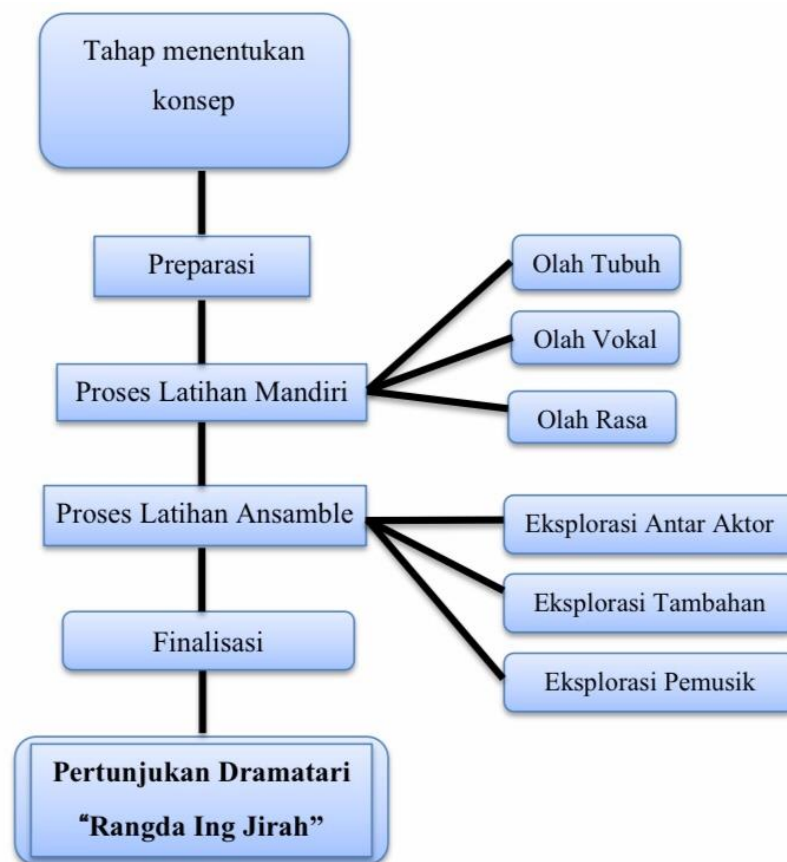 Tahap menentukan
konsep
Preparasi
Olah Tubuh
Olah Vokal
Proses Latihan Mandiri
Olah Rasa
Proses Latihan Ansamble
Eksplorasi Antar Aktor
Eksplorasi Tambahan
Finalisasi
Eksplorasi Pemusik
Pertunjukan Dramatari
“Rangda Ing Jirah”